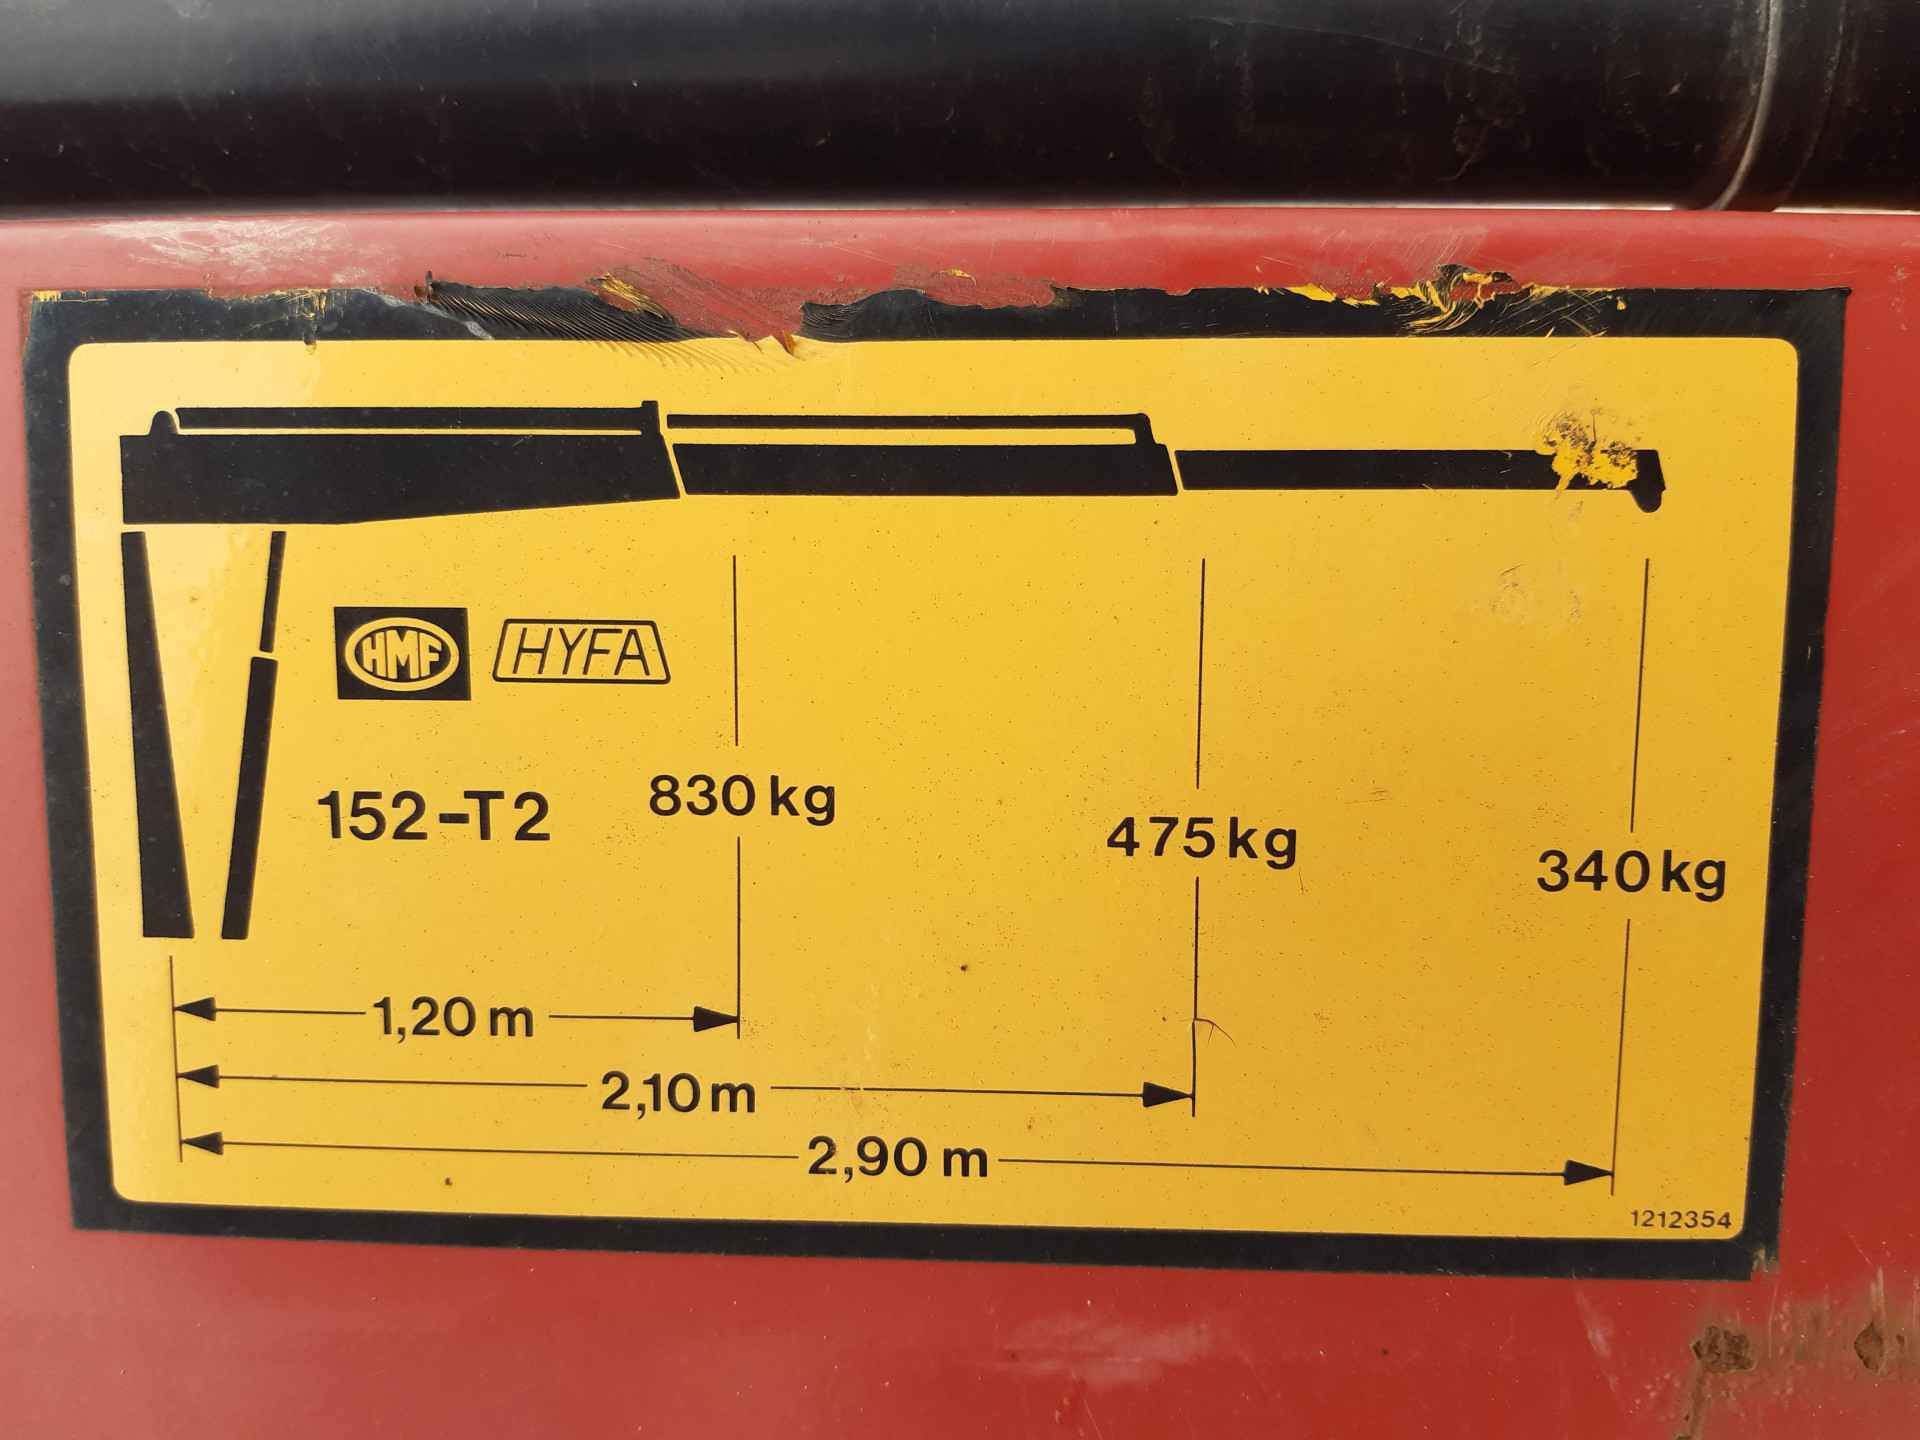 HMF HYFA
152-T2
830 kg
475 kg
340 kg
1,20 m
2,10 m
2,90 m
1212354